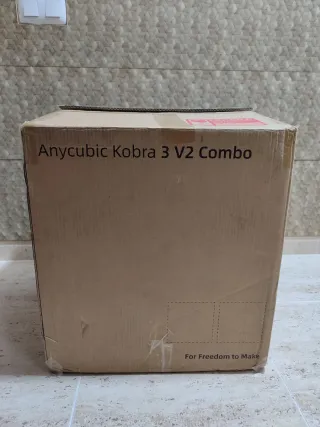 Anycubic Kobra 3 V2 Combo
For Freedom to Make